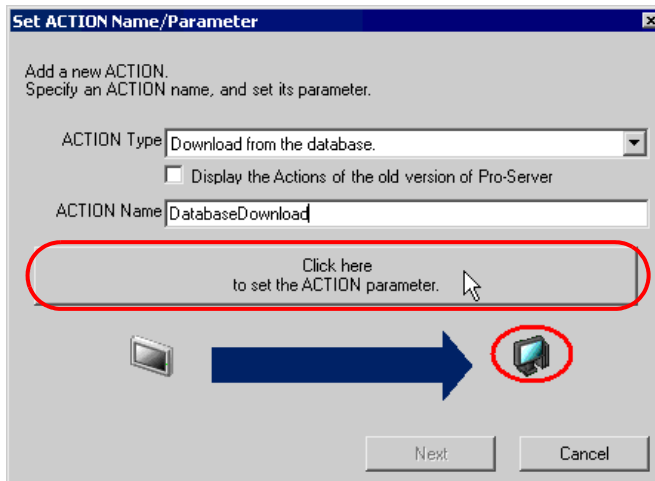 Set ACTION Name/Parameter
Add a new ACTION.
Specify an ACTION name, and set its parameter.
ACTION Type Download from the database.
Display the Actions of the old version of Pro-Server
ACTION Name DatabaseDownload
Click here
to set the ACTION parameter.
Next Cancel